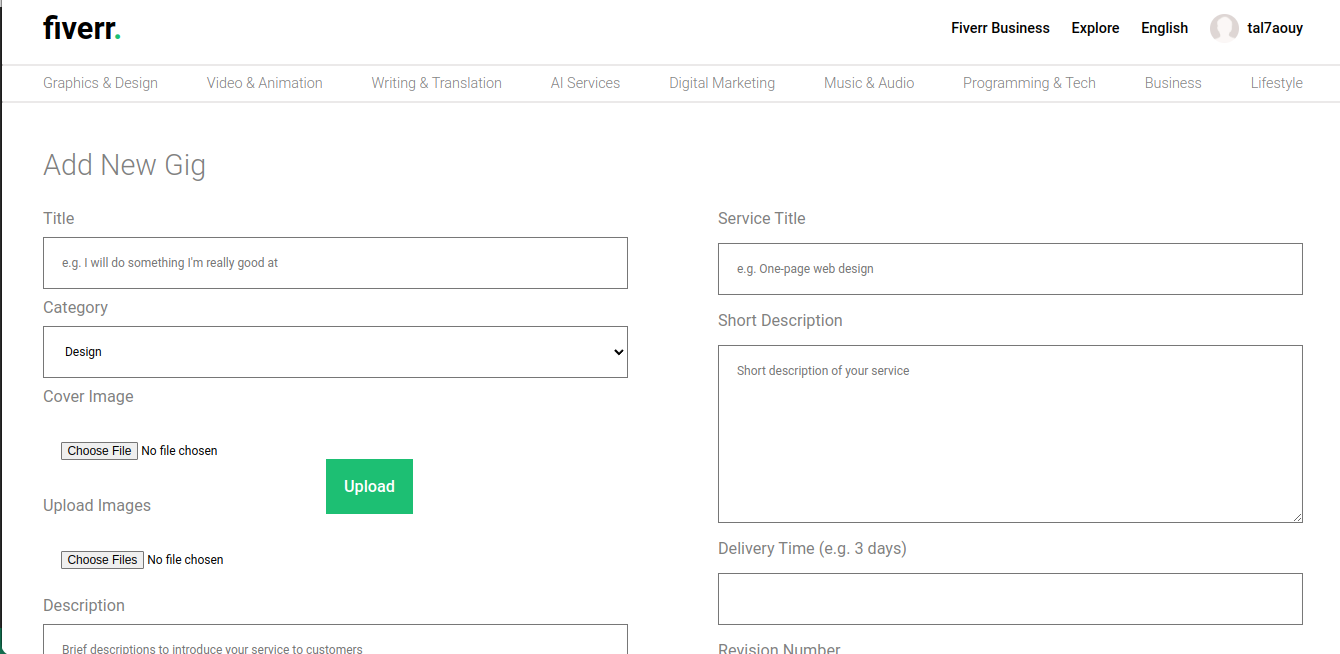 fiverr.
Fiverr Business Explore English tal7aouy
Graphics & Design Video & Animation Writing & Translation AI Services Digital Marketing Music & Audio Programming & Tech Business Lifestyle
Add New Gig
Title
e.g. I will do something I'm really good at
Category
Design
Cover Image
Choose File No file chosen
Upload
Upload Images
Choose Files No file chosen
Description
Brief descriptions to introduce your service to customers
Service Title
e.g. One-page web design
Short Description
Short description of your service
Delivery Time (e.g. 3 days)
Revision Number